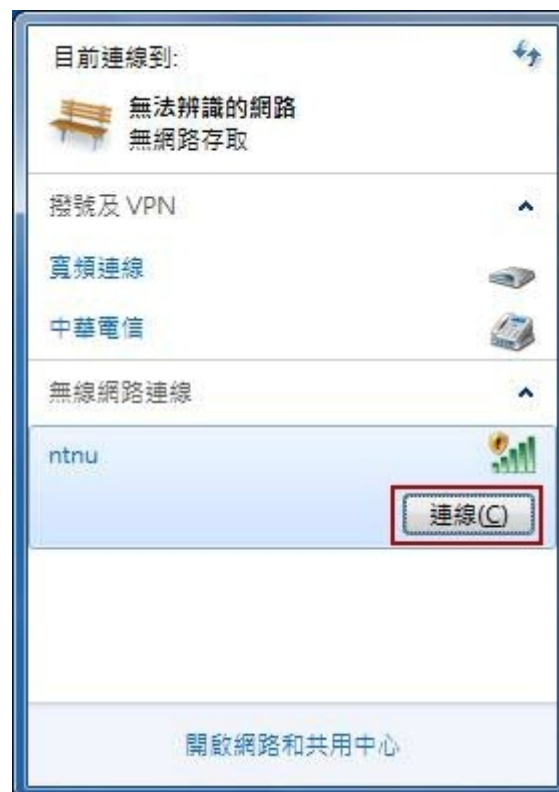 目前連線到:
無法辨識的網路
無網路存取
撥號及 VPN
寬頻連線
中華電信
無線網路連線
ntnu
連線(C)
開啟網路和共用中心